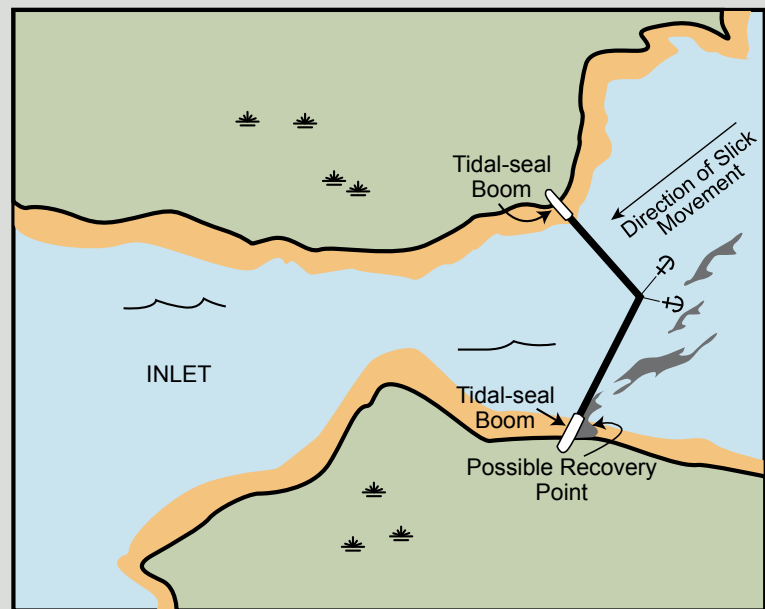 Tidal-seal
Boom
Direction of Slick
Movement
INLET
Tidal-seal
Boom
Possible Recovery
Point